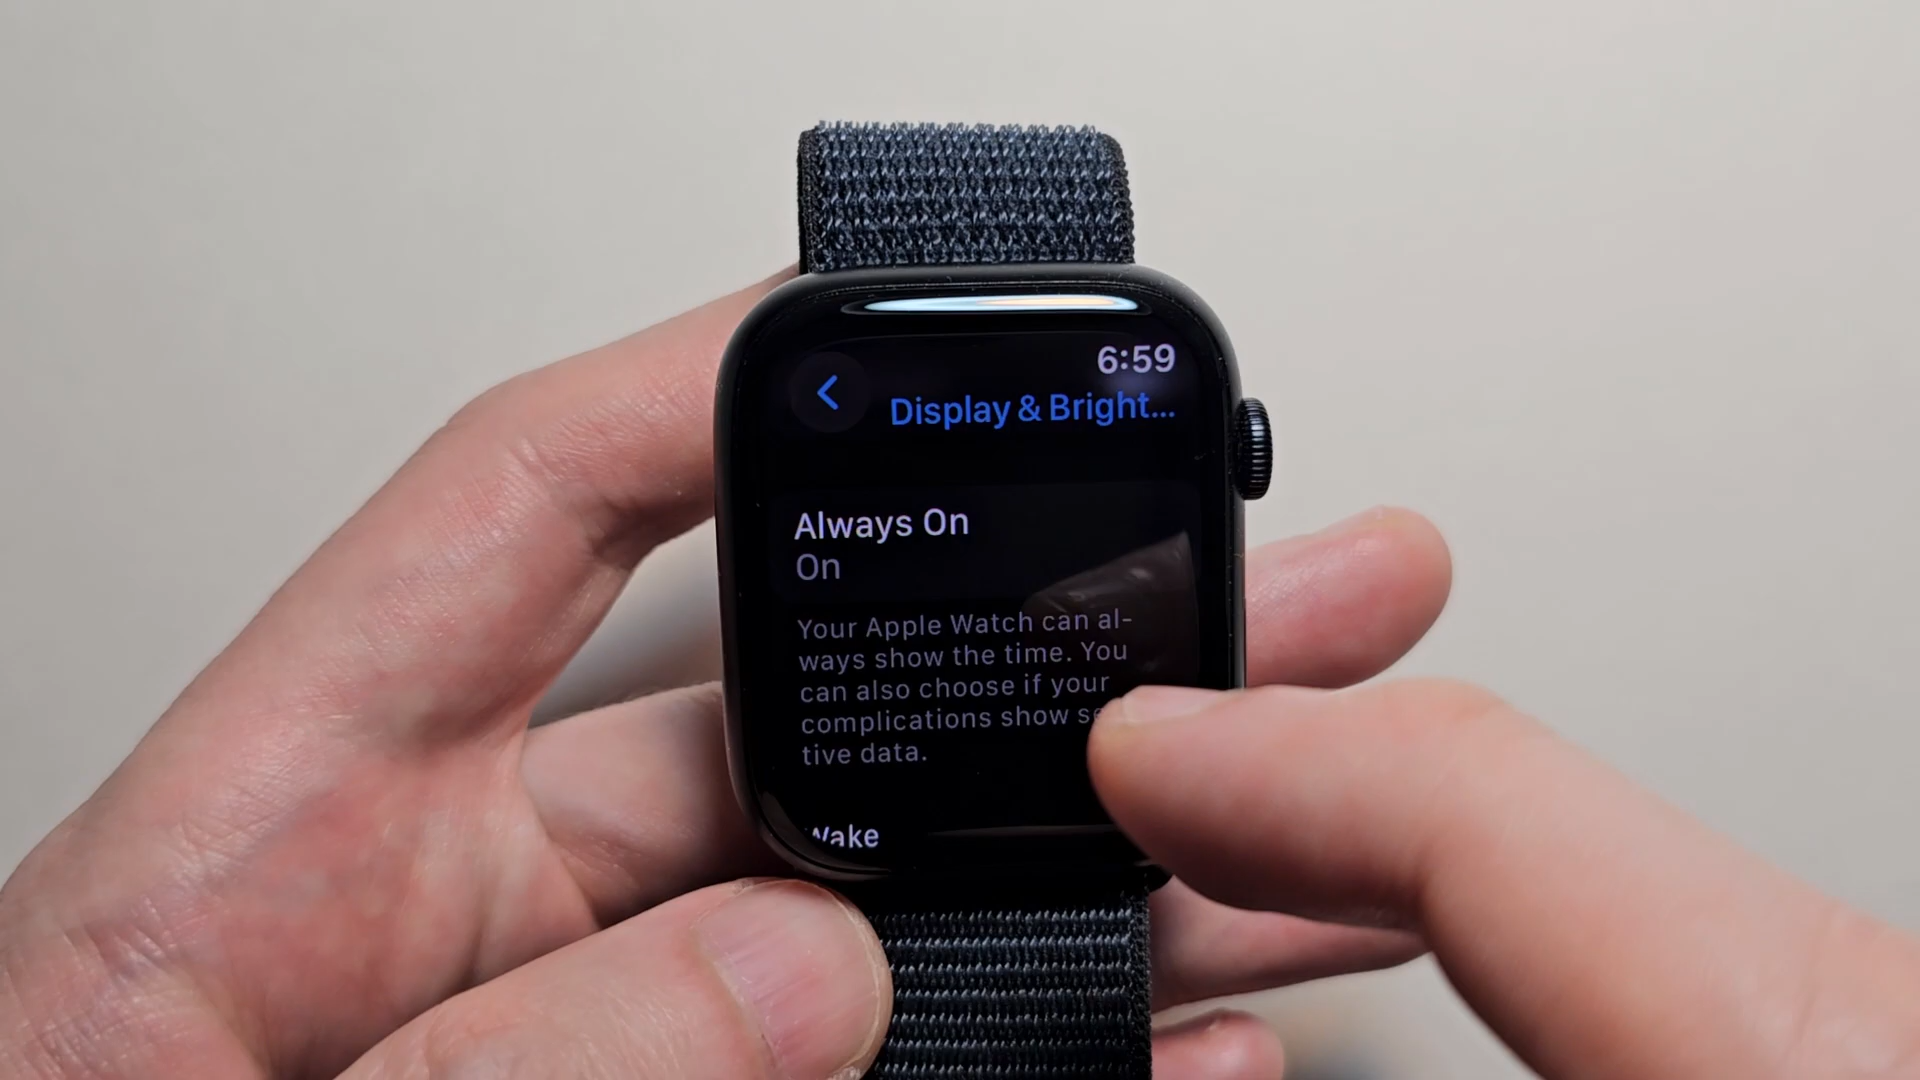 6:59
Display & Bright...
Always On
On
Your Apple Watch can al-
ways show the time. You
can also choose if your
complications show
tive data.
Wake